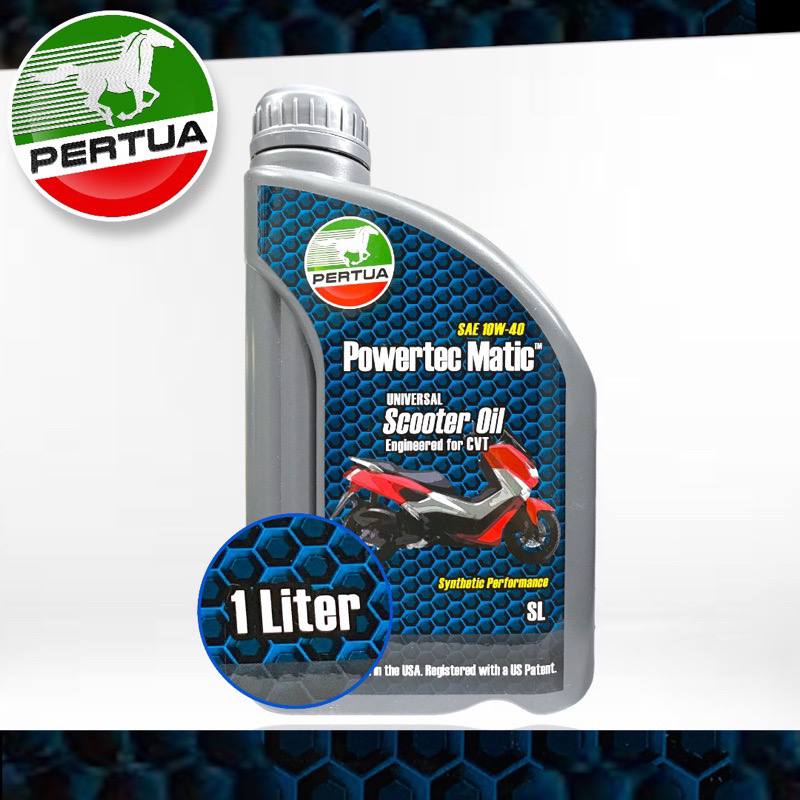 PERTUA
PERTUA
SAE 10W-40
Powertec Matic™
UNIVERSAL
Scooter Oil
Engineered for CVT
1 Liter
Synthetic Performance
SL
in the USA. Registered with a US Patent.